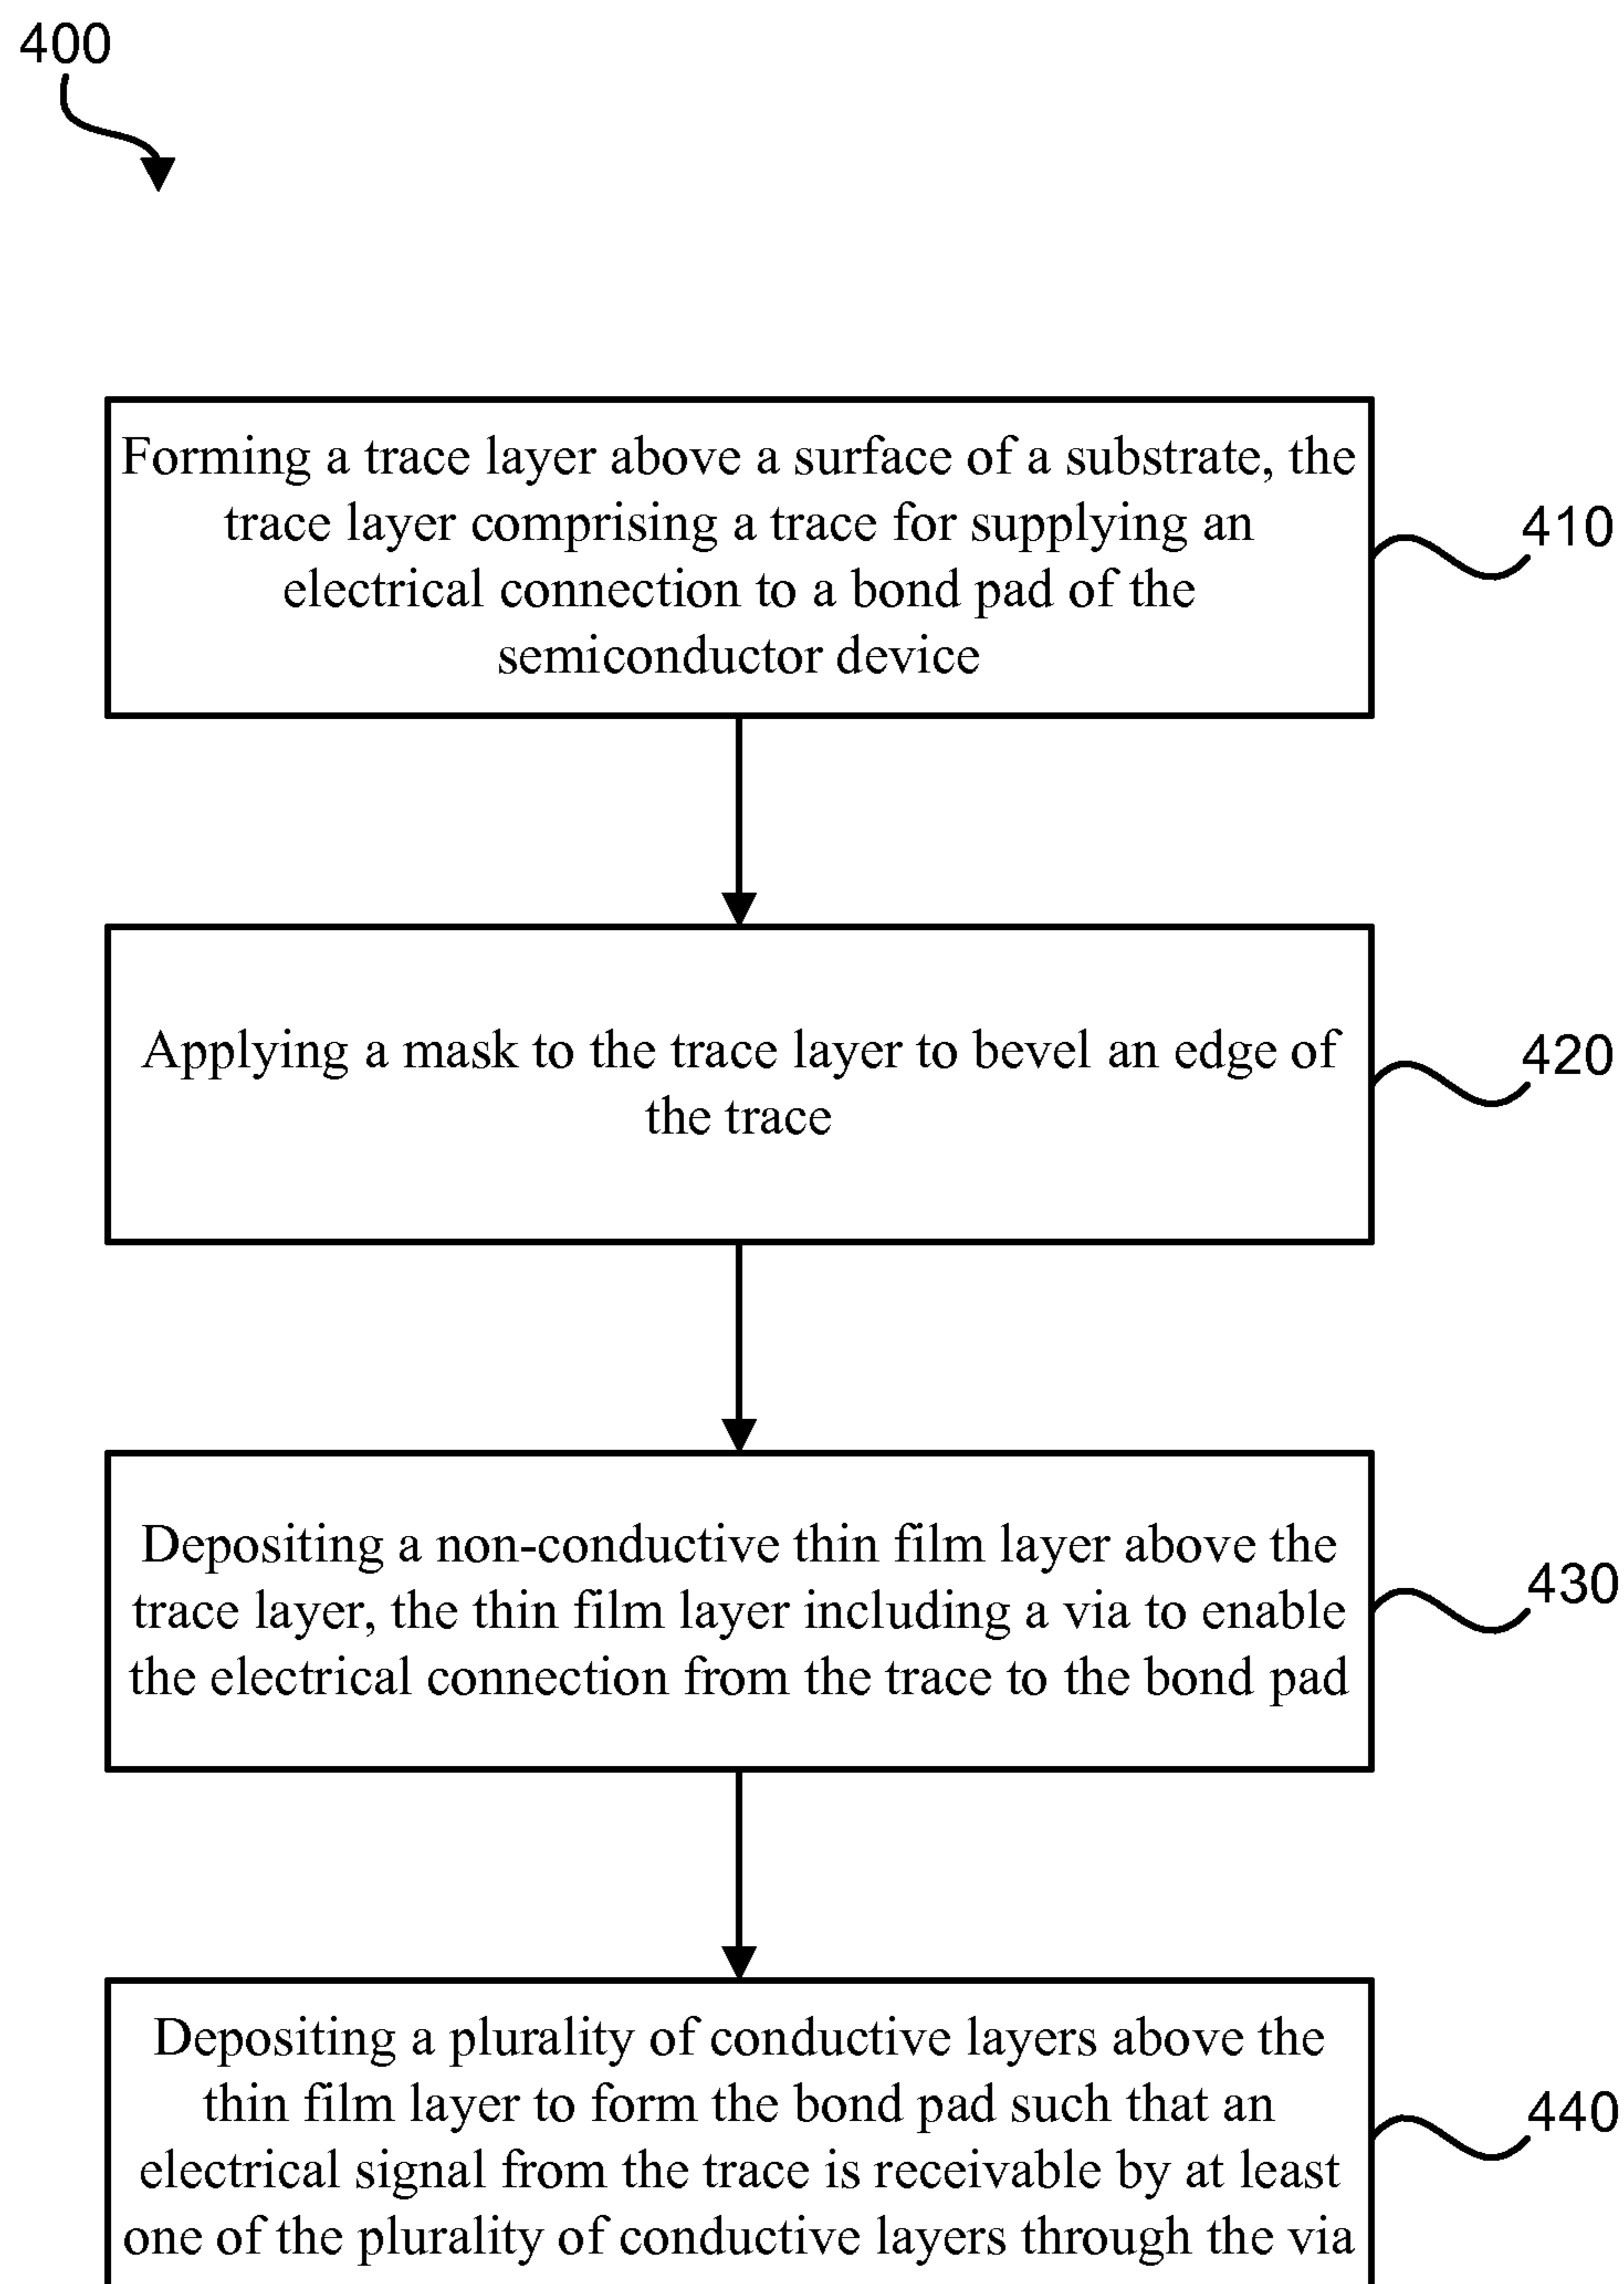 400
Forming a trace layer above a surface of a substrate, the
trace layer comprising a trace for supplying an
electrical connection to a bond pad of the
semiconductor device
410
Applying a mask to the trace layer to bevel an edge of
the trace
420
Depositing a non-conductive thin film layer above the
trace layer, the thin film layer including a via to enable
the electrical connection from the trace to the bond pad
430
Depositing a plurality of conductive layers above the
thin film layer to form the bond pad such that an
electrical signal from the trace is receivable by at least
one of the plurality of conductive layers through the via
440